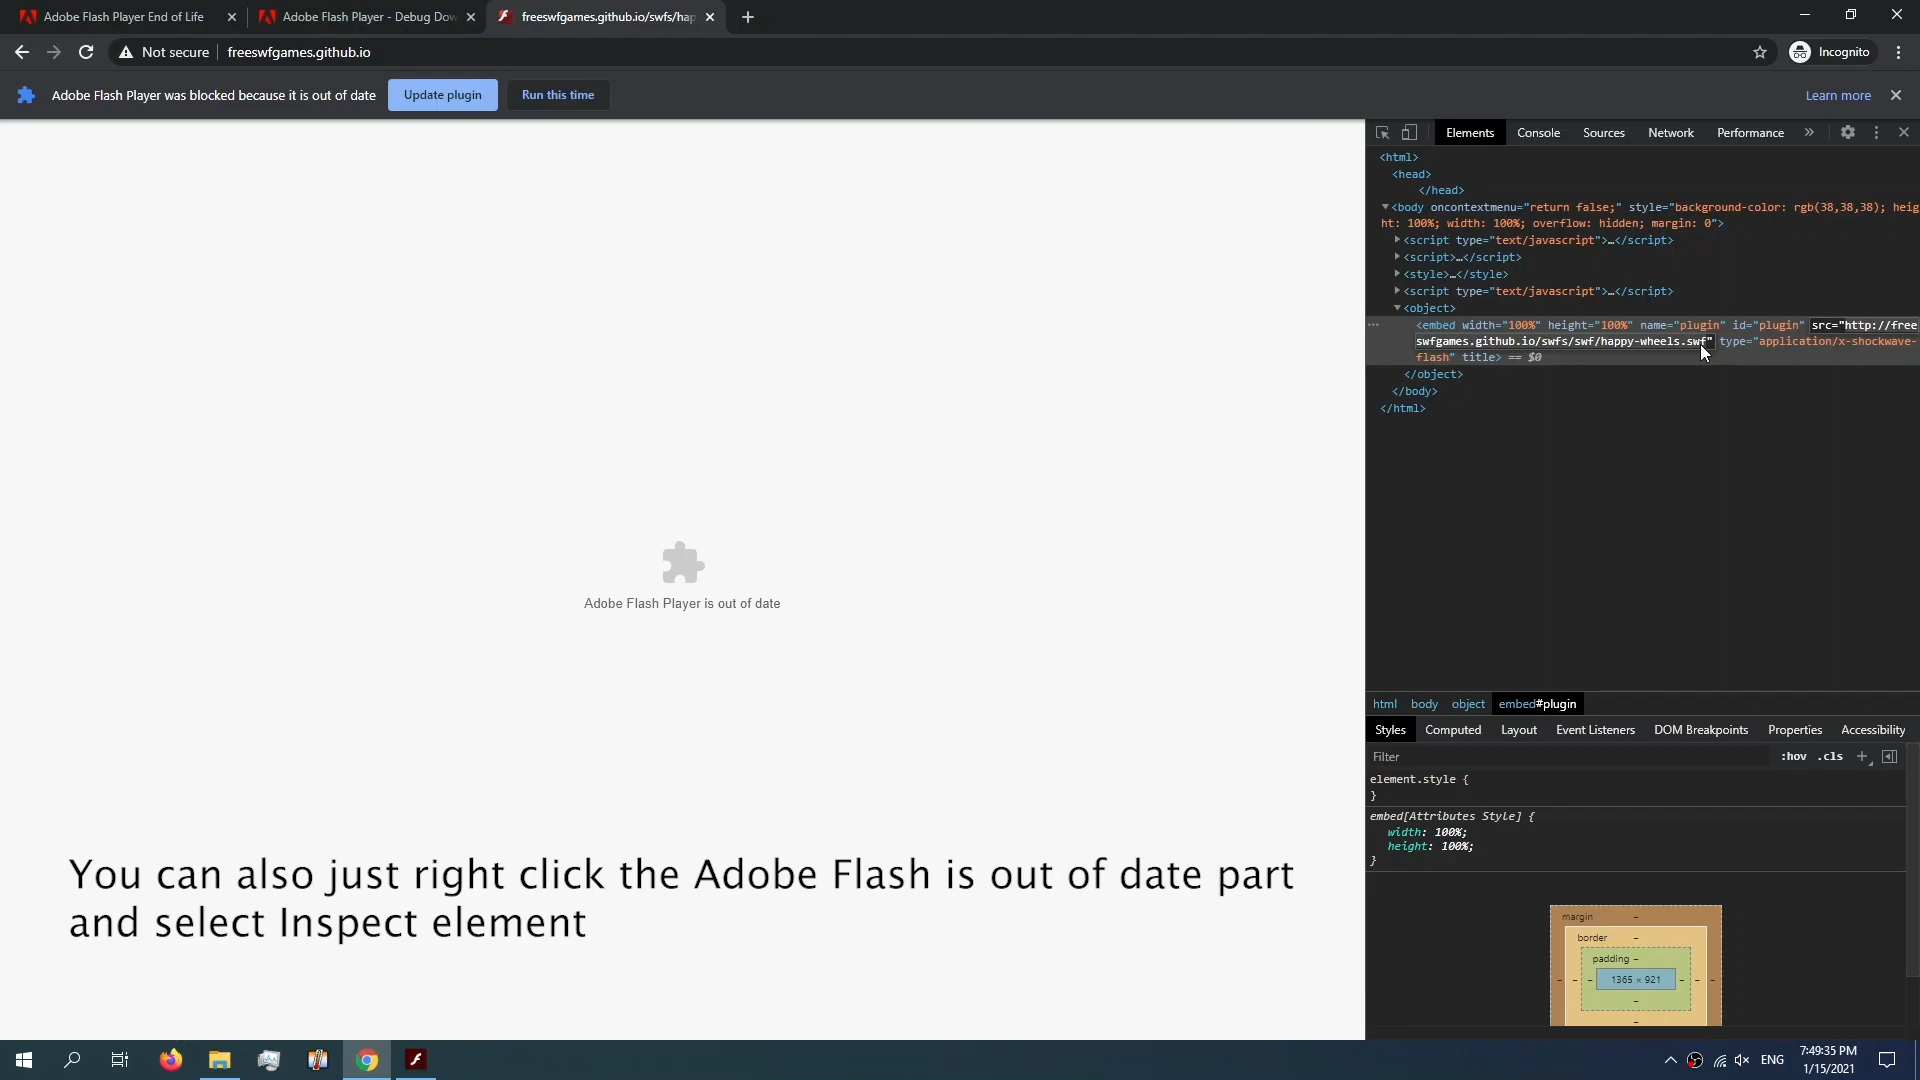 Adobe Flash Player End of Life
Adobe Flash Player - Debug Dow
freeswfgames.github.io/swfs/hap
Not secure
freeswfgames.github.io
Incognito
Adobe Flash Player was blocked because it is out of date
Update plugin
Run this time
Learn more
Elements
Console
Sources
Network
Performance
<html>
<head>
</head>
<body oncontextmenu="return false;" style="background-color: rgb(38,38,38); heig
ht: 100%; width: 100%; overflow: hidden; margin: 0">
<script type="text/javascript">…</script>
<script>…</script>
<style>…</style>
<script type="text/javascript">…</script>
<object>
<embed width="100%" height="100%" name="plugin" id="plugin" src="http://free
swfgames.github.io/swfs/swf/happy-wheels.swf" type="application/x-shockwave-
flash" title> == $0
</object>
</body>
</html>
Adobe Flash Player is out of date
html
body
object
embed#plugin
Styles
Computed
Layout
Event Listeners
DOM Breakpoints
Properties
Accessibility
Filter
:hov
.cls
element.style {
}
embed[Attributes Style] {
width: 100%;
height: 100%;
}
You can also just right click the Adobe Flash is out of date part
and select Inspect element
margin –
border –
padding –
– – – 1365 × 921 – – –
–
–
ENG
7:49:35 PM
1/15/2021